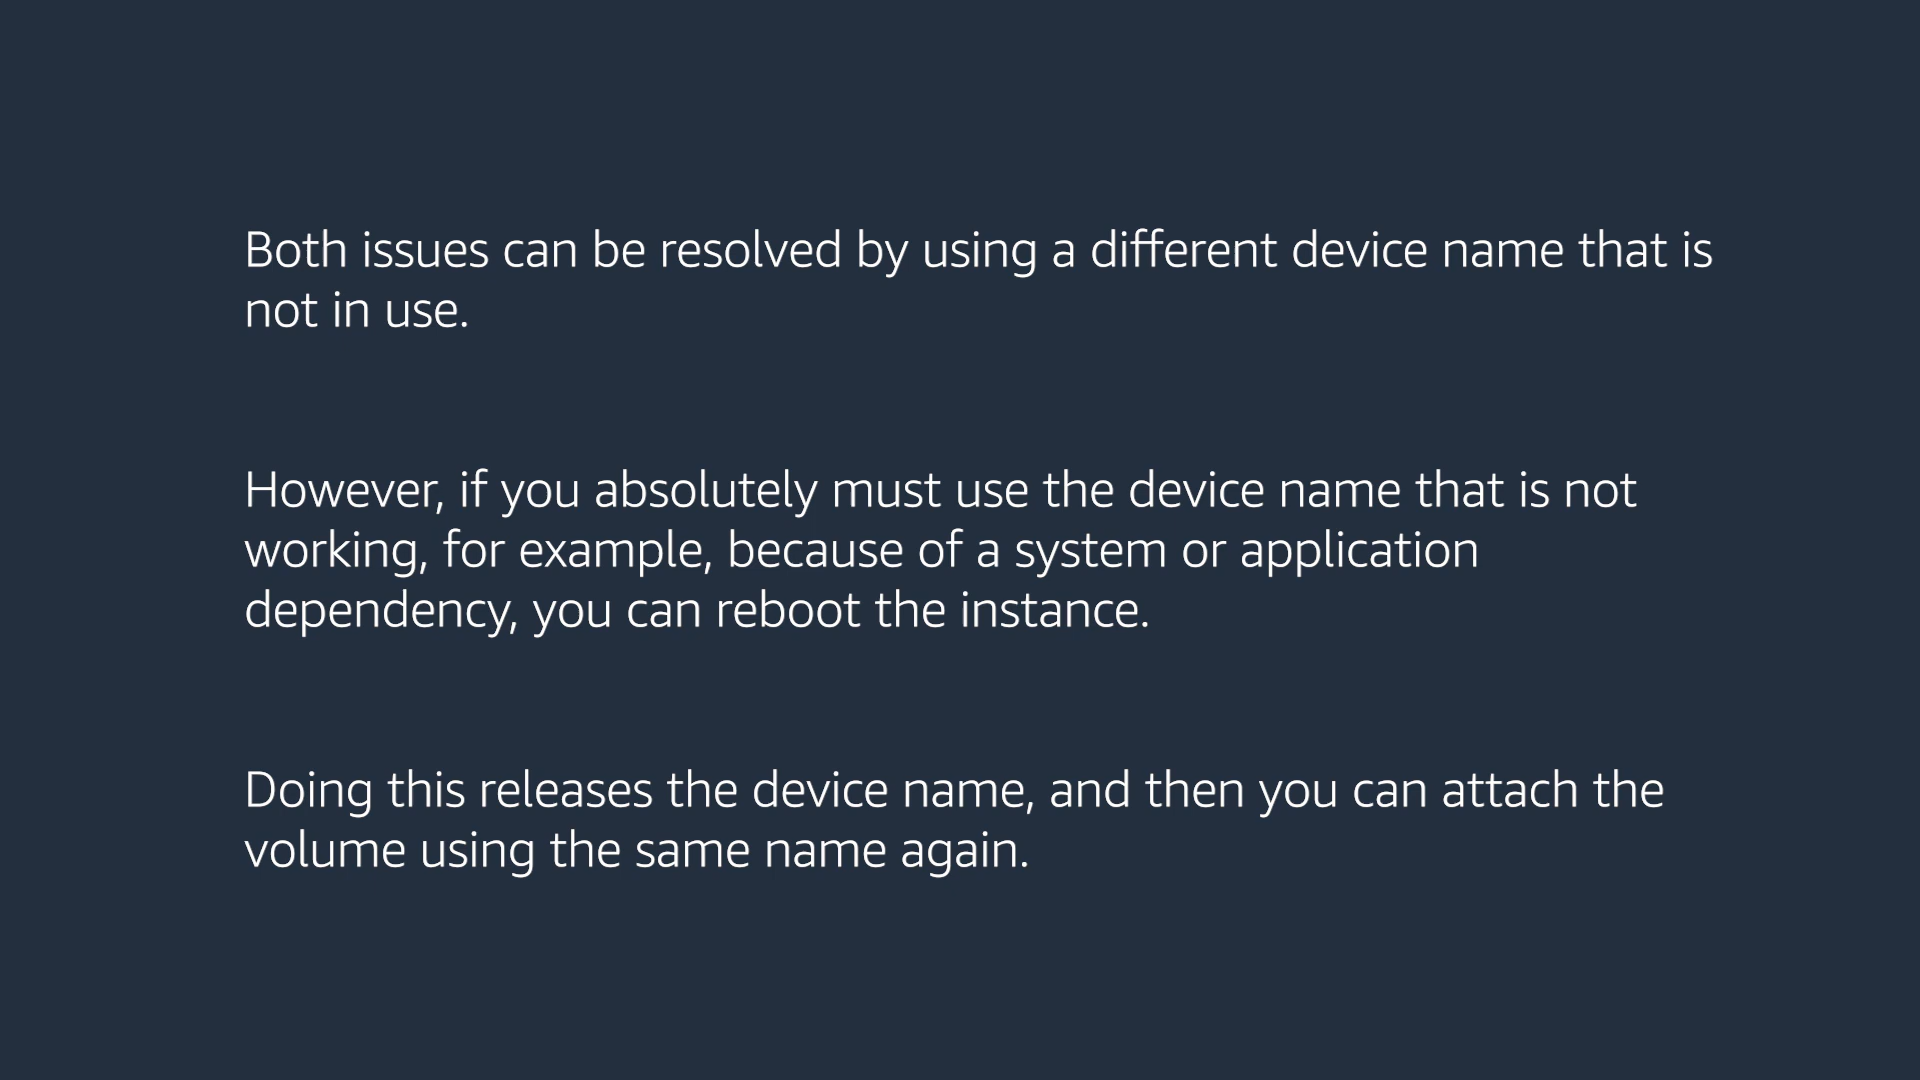 Both issues can be resolved by using a different device name that is
not in use.
However, if you absolutely must use the device name that is not
working, for example, because of a system or application
dependency, you can reboot the instance.
Doing this releases the device name, and then you can attach the
volume using the same name again.